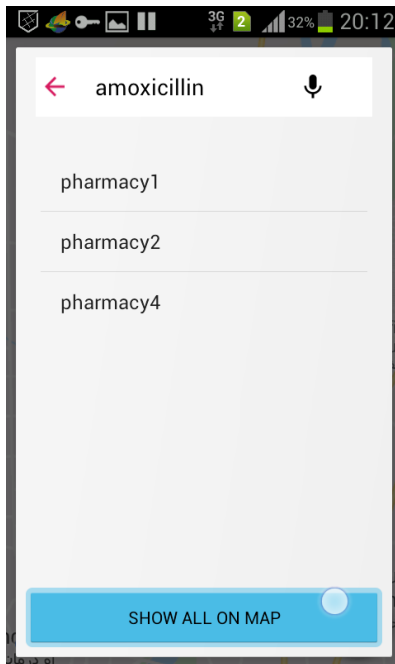 3G 2 32% 20:12
amoxicillin
pharmacy1
pharmacy2
pharmacy4
SHOW ALL ON MAP